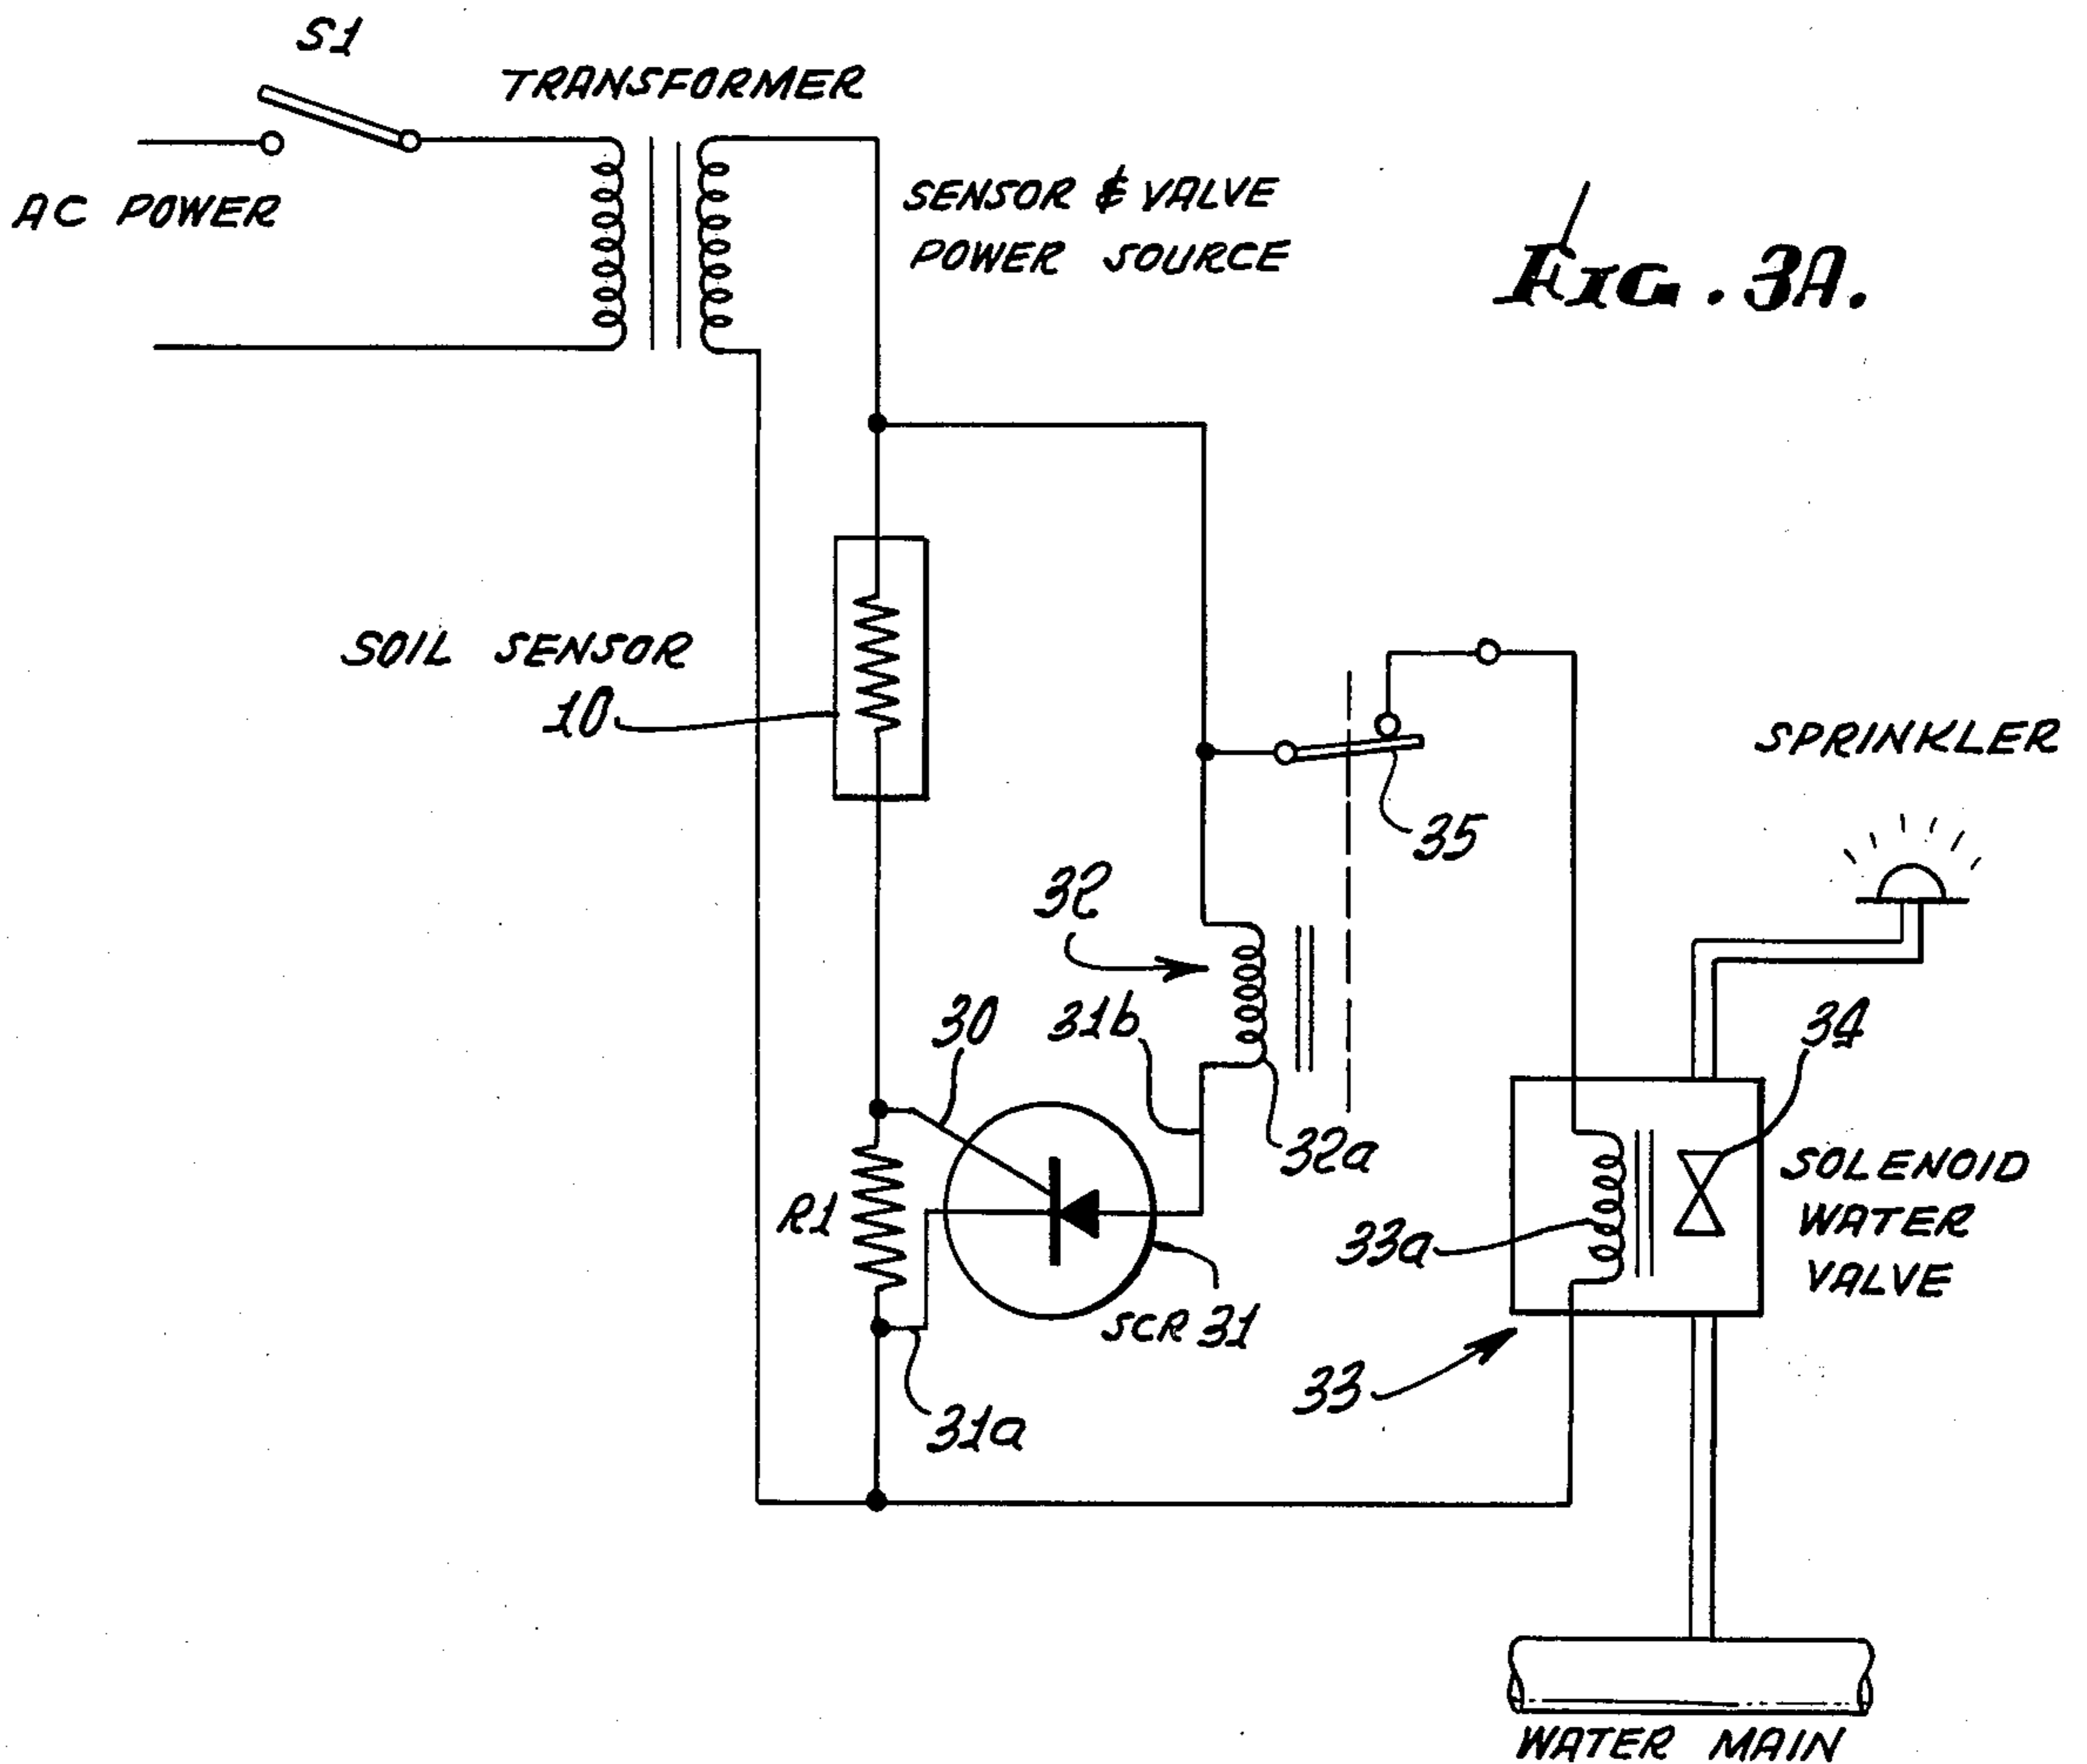 S1
TRANSFORMER
AC POWER
SENSOR & VALVE
POWER SOURCE
FIG. 3A.
SOIL SENSOR
10
SPRINKLER
35
32
30
31b
34
32a
SOLENOID
WATER
VALVE
R1
33a
SCR 31
33
31a
WATER MAIN